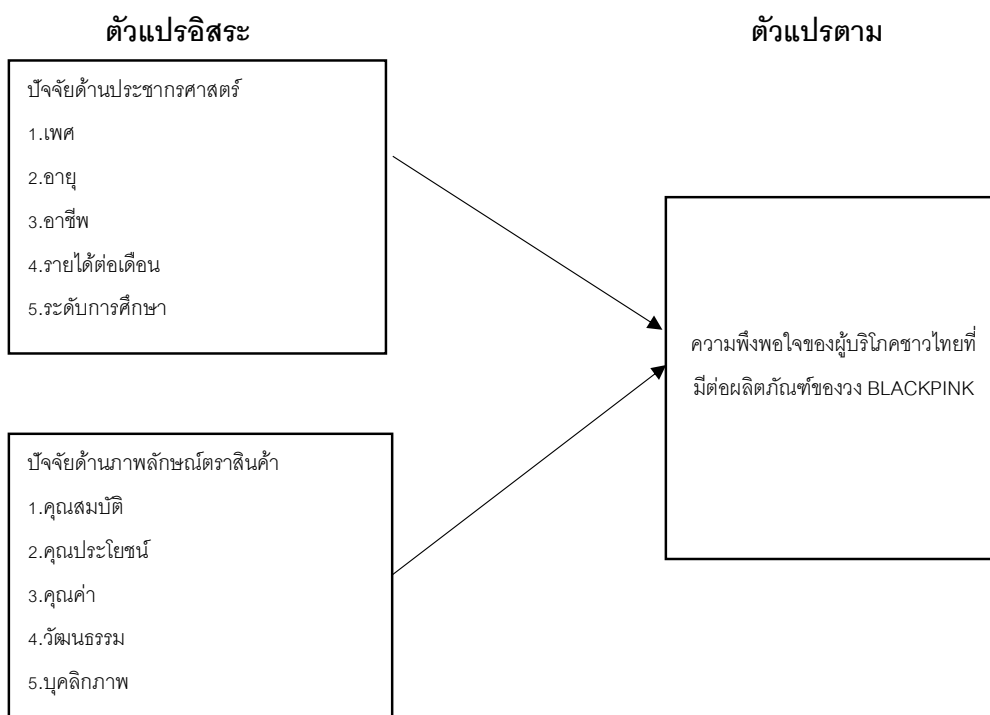 ตัวแปรอิสระ
ตัวแปรตาม
ปัจจัยด้านประชากรศาสตร์
1.เพศ
2.อายุ
3.อาชีพ
4.รายได้ต่อเดือน
5.ระดับการศึกษา
ความพึงพอใจของผู้บริโภคชาวไทยที่
มีต่อผลิตภัณฑ์ของวง BLACKPINK
ปัจจัยด้านภาพลักษณ์ตราสินค้า
1.คุณสมบัติ
2.คุณประโยชน์
3.คุณค่า
4.วัฒนธรรม
5.บุคลิกภาพ